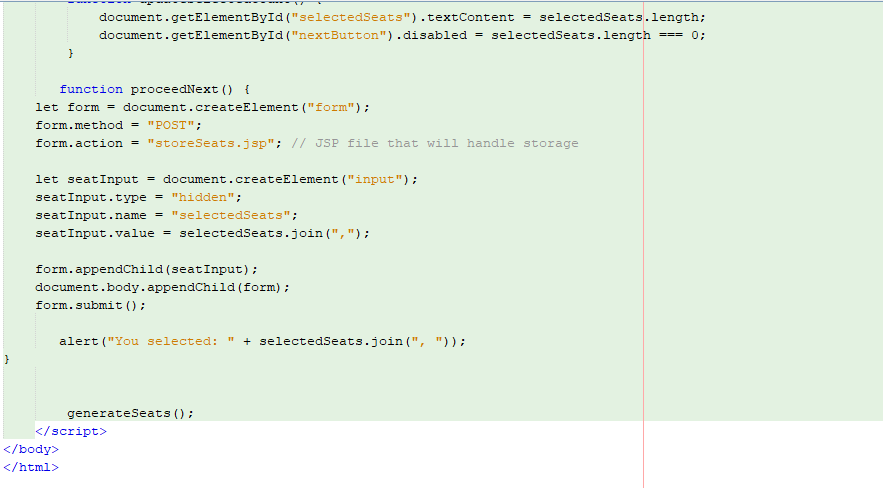 document.getElementById("selectedSeats").textContent = selectedSeats.length;
document.getElementById("nextButton").disabled = selectedSeats.length === 0;
}
function proceedNext() {
let form = document.createElement("form");
form.method = "POST";
form.action = "storeSeats.jsp"; // JSP file that will handle storage
let seatInput = document.createElement("input");
seatInput.type = "hidden";
seatInput.name = "selectedSeats";
seatInput.value = selectedSeats.join(",");
form.appendChild(seatInput);
document.body.appendChild(form);
form.submit();
alert("You selected: " + selectedSeats.join(", "));
}
generateSeats();
</script>
</body>
</html>